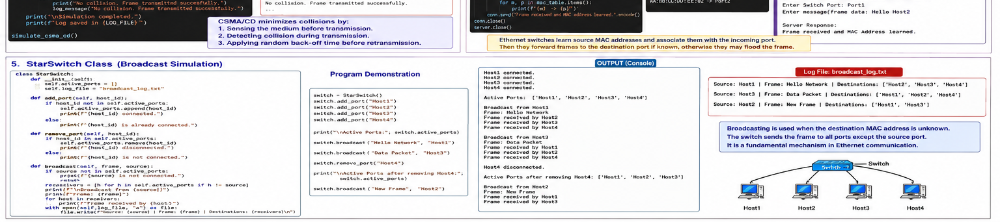 print("No collision, Frame transmitted succesfully.")
log_message("No collision. Frame transmitted successfully.")
print("\nSimulation completed.")
print(f"Log saved in {LOG_FILE}")
simulate_csma_cd()
No collision. Frame transmitted successfully.
...
CSMA/CD minimizes collisions by:
1. Sensing the medium before transmission.
2. Detecting collision during transmission.
3. Applying random back-off time before retransmission.
for m, p in mac_table.items():
print(f"{m} -> {p}")
conn.send("Frame received and MAC address learned.".encode()
conn.close()
server.close()
AA:BB:CC:DD:EE:02 -> Port2
Enter Switch Port: Port1
Enter message(frame data: Hello Host2
Server Response:
Frame received and MAC Address learned.
Ethernet switches learn source MAC addresses and associate them with the incoming port.
Then they forward frames to the destination port if known, otherwise they may flood the frame.
5. StarSwitch Class (Broadcast Simulation)
class StarSwitch:
def __init__(self):
self.active_ports = []
self.log_file = "broadcast_log_txt"
def add_port(self, host_id):
if host_id not in self.active_ports:
self.active_ports.append(host_id)
print(f"{host_id} connected.")
else:
print(f"{host_id} is already connected.")
def remove_port(self, host_id):
if host_id in self.active_ports:
self.active_ports.remove(host_id)
print(f"{host_id} disconnected.")
else:
print(f"{host_id} is not connected.")
def broadcast(self, frame, source):
if source not in self.active_ports:
print(f"{source} is not connected.")
return
[h for h in self.active_ports if h != source]
for host in receivers:
print(f"Frame received by {host}")
with open(self.log_file, "a") as file:
file.write(f"Source: {source} | Frame: {frame} | Destinations: {receivers}\n")
Program Demonstration
switch = StarSwitch()
switch.add_port("Host1")
switch.add_port("Host2")
switch.add_port("Host3")
switch.add_port("Host4")
print("\nActive Ports:"; switch.active_ports)
switch.broadcast("Hello Network", "Host1")
switch.broadcast("Data Packet", "Host3")
switch.remove_port("Host4")
print("\nActive Ports after removing Host4:";
switch.active_ports)
switch.broadcast("New Frame", "Host2")
OUTPUT (Console)
Host1 connected.
Host2 connected.
Host3 connected.
Host4 connected.
Active Ports: ['Host1', 'Host2', 'Host3', 'Host4']
Broadcast from Host1
Frame: Hello Network
Frame received by Host2
Frame received by Host3
Frame received by Host4
Broadcast from Host3
Frame: Data Packet
Frame received by Host1
Frame received by Host2
Frame received by Host4
Host4 disconnected.
Active Ports after removing Host4: ['Host1', 'Host2', 'Host3']
Broadcast from Host2
Frame: New Frame
Frame received by Host1
Frame received by Host3
Log File: broadcast_log.txt
Source: Host1 | Frame: Hello Network | Destinations: ['Host2', 'Host3', 'Host4']
Source: Host3 | Frame: Data Packet | Destinations: ['Host1', 'Host2', 'Host4']
Source: Host2 | Frame: New Frame | Destinations: ['Host1', 'Host3']
Broadcasting is used when the destination MAC address is unknown.
The switch sends the frame to all ports except the source port.
It is a fundamental mechanism in Ethernet communication.
Switch
Switch
Host1
Host2
Host3
Host4